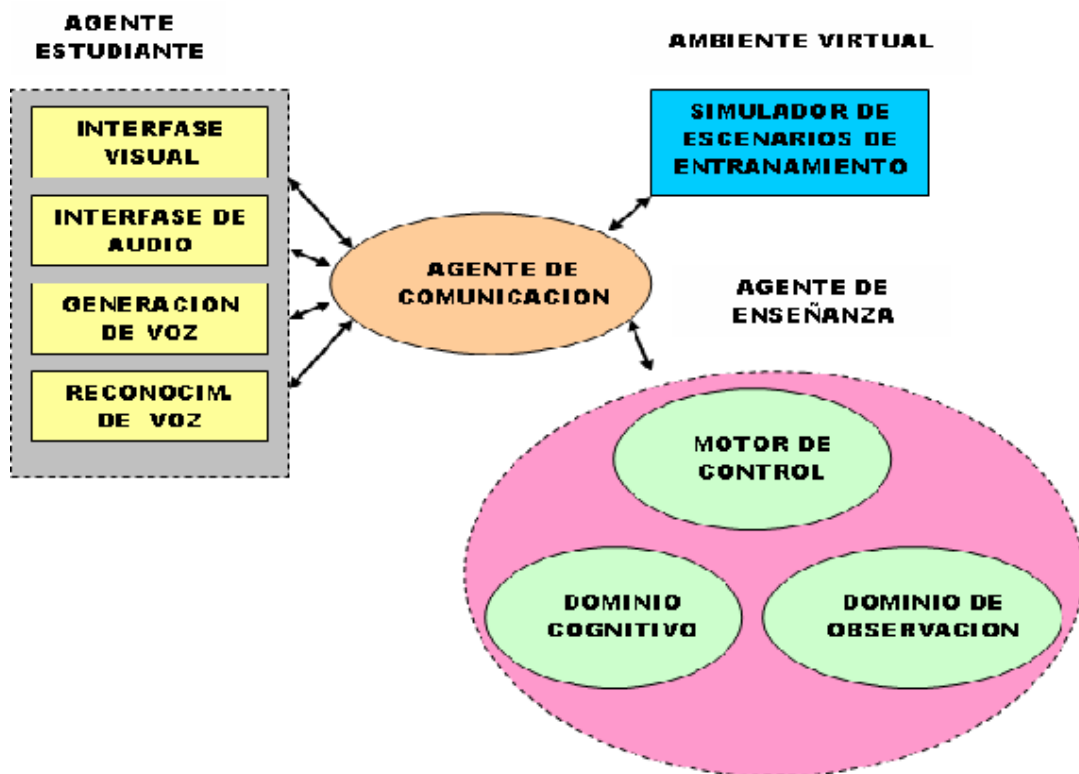 AGENTE
ESTUDIANTE
INTERFASE
VISUAL
INTERFASE DE
AUDIO
GENERACION
DE VOZ
RECONOCIM.
DE VOZ
AGENTE DE
COMUNICACION
AMBIENTE VIRTUAL
SIMULADOR DE
ESCENARIOS DE
ENTRANAMIENTO
AGENTE DE
ENSEÑANZA
MOTOR DE
CONTROL
DOMINIO
COGNITIVO
DOMINIO DE
OBSERVACION